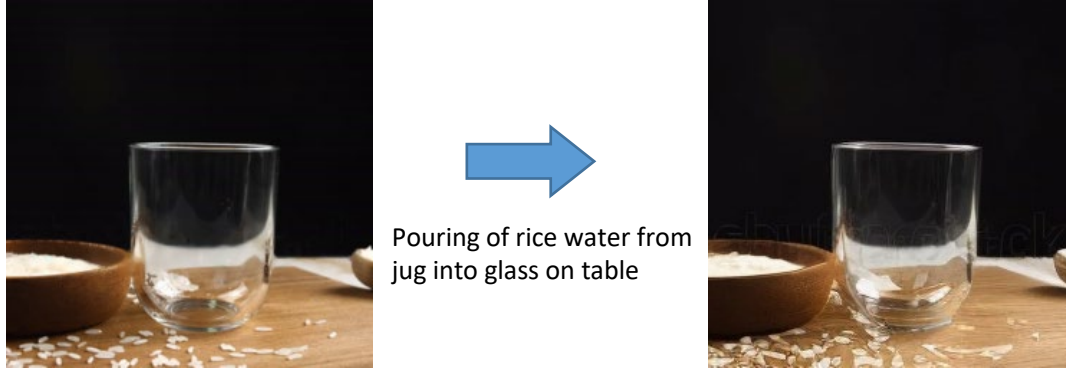 Pouring of rice water from
jug into glass on table